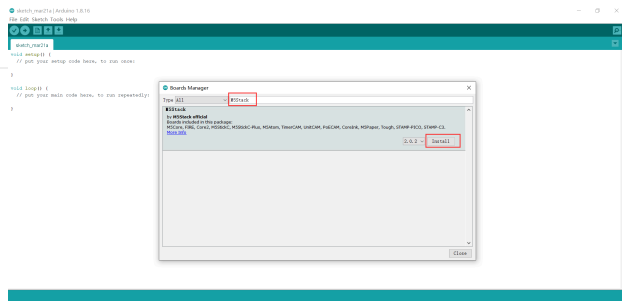 sketch_mar21a | Arduino 1.8.16
File Edit Sketch Tools Help
sketch_mar21a
void setup() {
// put your setup code here, to run once:
}
void loop() {
// put your main code here, to run repeatedly:
}
Boards Manager
Type All M5Stack
M5Stack
by M5Stack official
Boards included in this package:
M5Core, FIRE, Core2, M5StickC, M5StickC-Plus, M5Atom, TimerCAM, UnitCAM, PoECAM, CoreInk, M5Paper, Tough, STAMP-PICO, STAMP-C3.
More Info
2.0.2 Install
Close